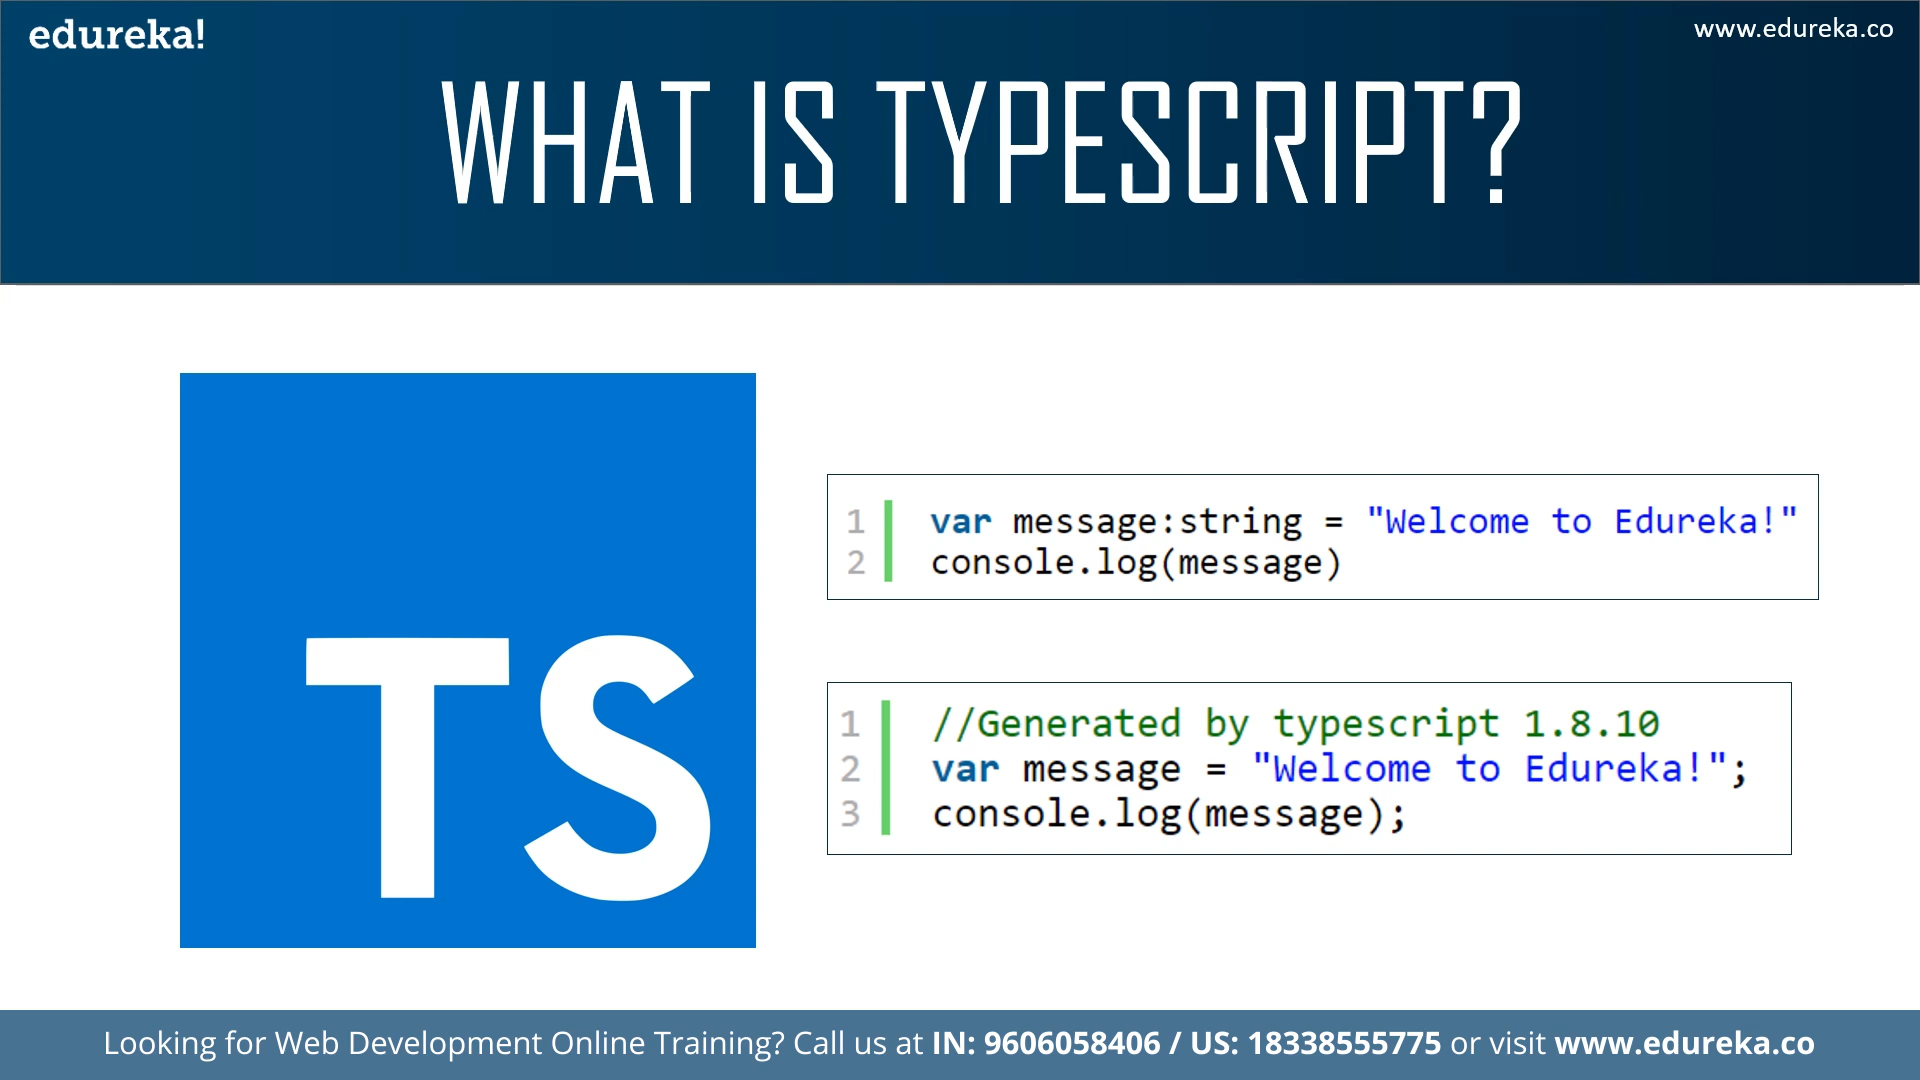 edureka!
www.edureka.co
WHAT IS TYPESCRIPT?
TS
1 var message:string = "Welcome to Edureka!"
2 console.log(message)
1 //Generated by typescript 1.8.10
2 var message = "Welcome to Edureka!";
3 console.log(message);
Looking for Web Development Online Training? Call us at IN: 9606058406 / US: 18338555775 or visit www.edureka.co